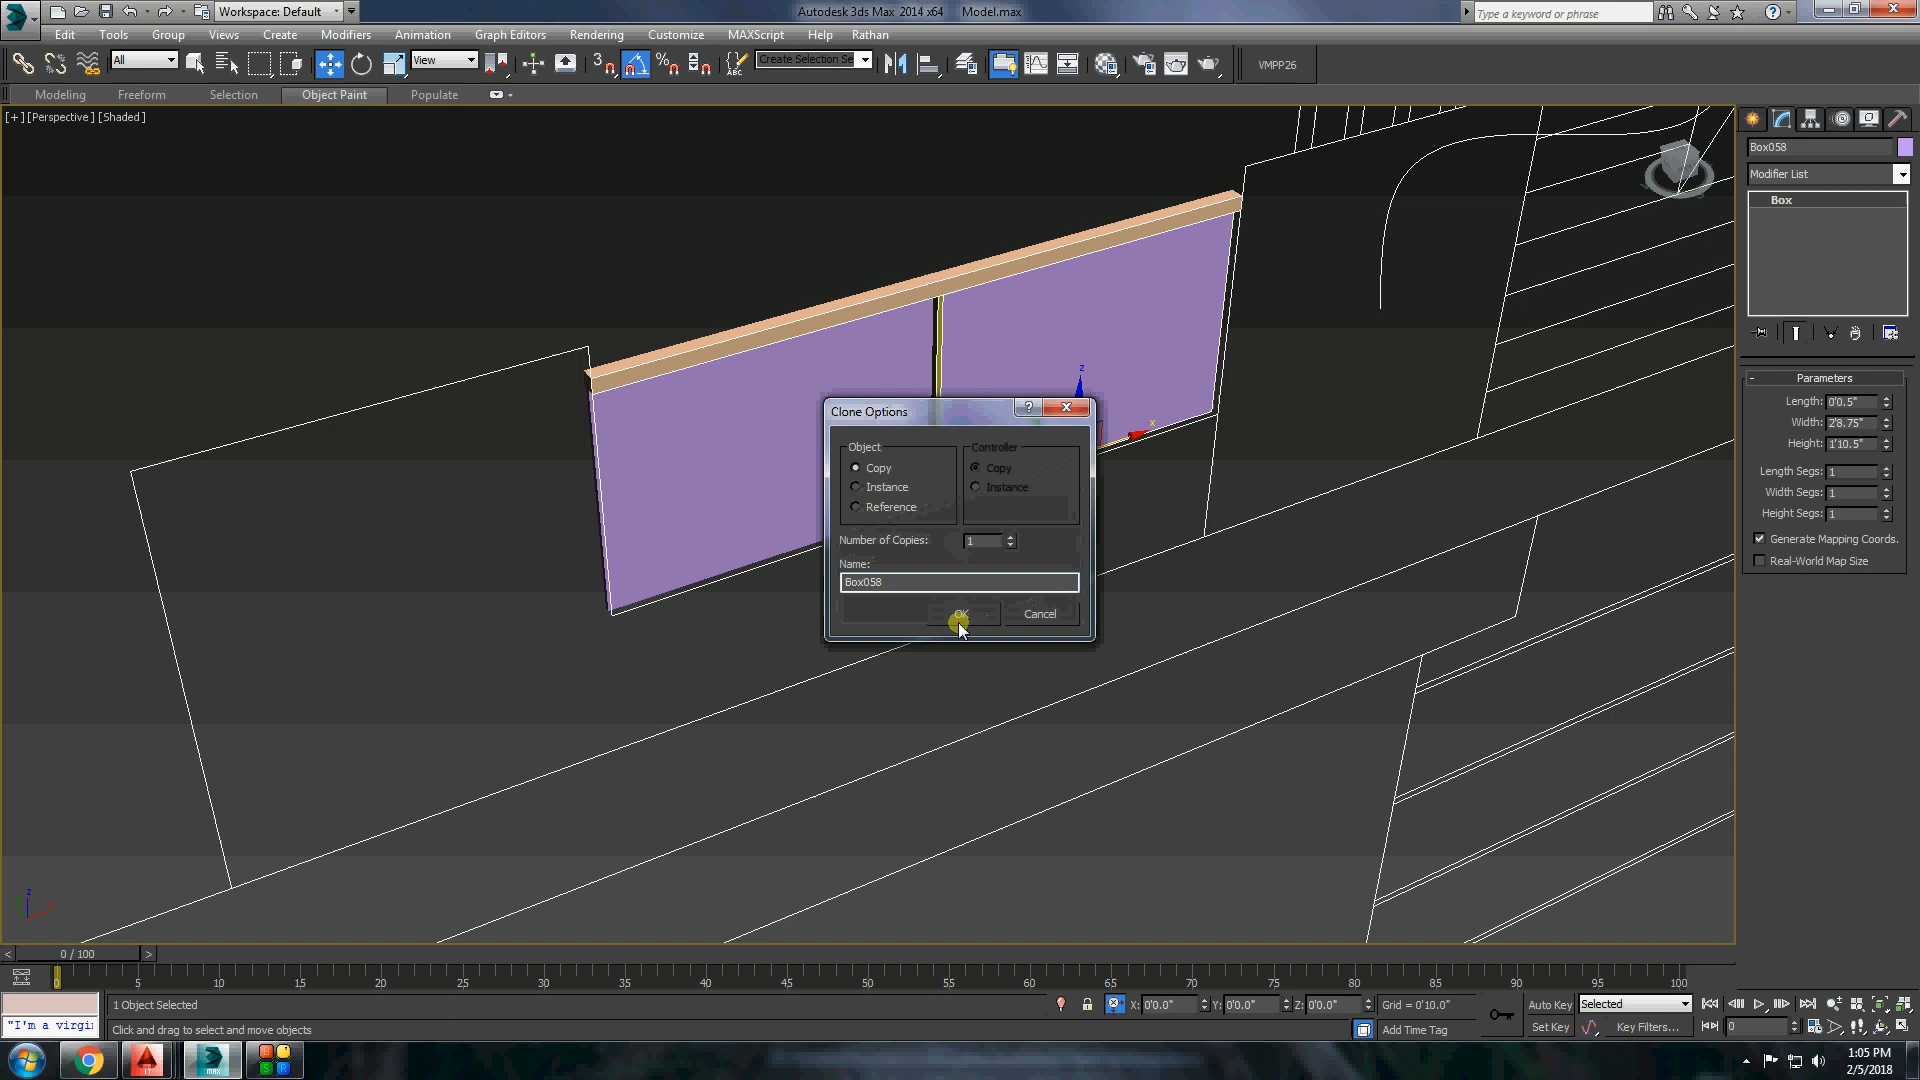 Workspace: Default
Autodesk 3ds Max 2014 x64 Model.max
Type a keyword or phrase
Edit Tools Group Views Create Modifiers Animation Graph Editors Rendering Customize MAXScript Help Rathan
All
View
3
ABC
Create Selection Se
VMPP26
Modeling Freeform Selection Object Paint Populate
[+] [Perspective] [Shaded]
Box058
Modifier List
Box
- Parameters
Length: 0'0.5"
Width: 2'8.75"
Height: 1'10.5"
Length Segs: 1
Width Segs: 1
Height Segs: 1
Generate Mapping Coords.
Real-World Map Size
z
x
Clone Options
Object
Copy
Instance
Reference
Controller
Copy
Instance
Number of Copies: 1
Name:
Box058
OK Cancel
z
< 0 / 100 >
0 5 10 15 20 25 30 35 40 45 50 55 60 65 70 75 80 85 90 95 100
1 Object Selected
X: 0'0.0" Y: 0'0.0" Z: 0'0.0" Grid = 0'10.0"
Auto Key Selected
"I'm a virgi
Click and drag to select and move objects
Add Time Tag
Set Key Key Filters... 0
LT
MAX
B
S R
1:05 PM
2/5/2018